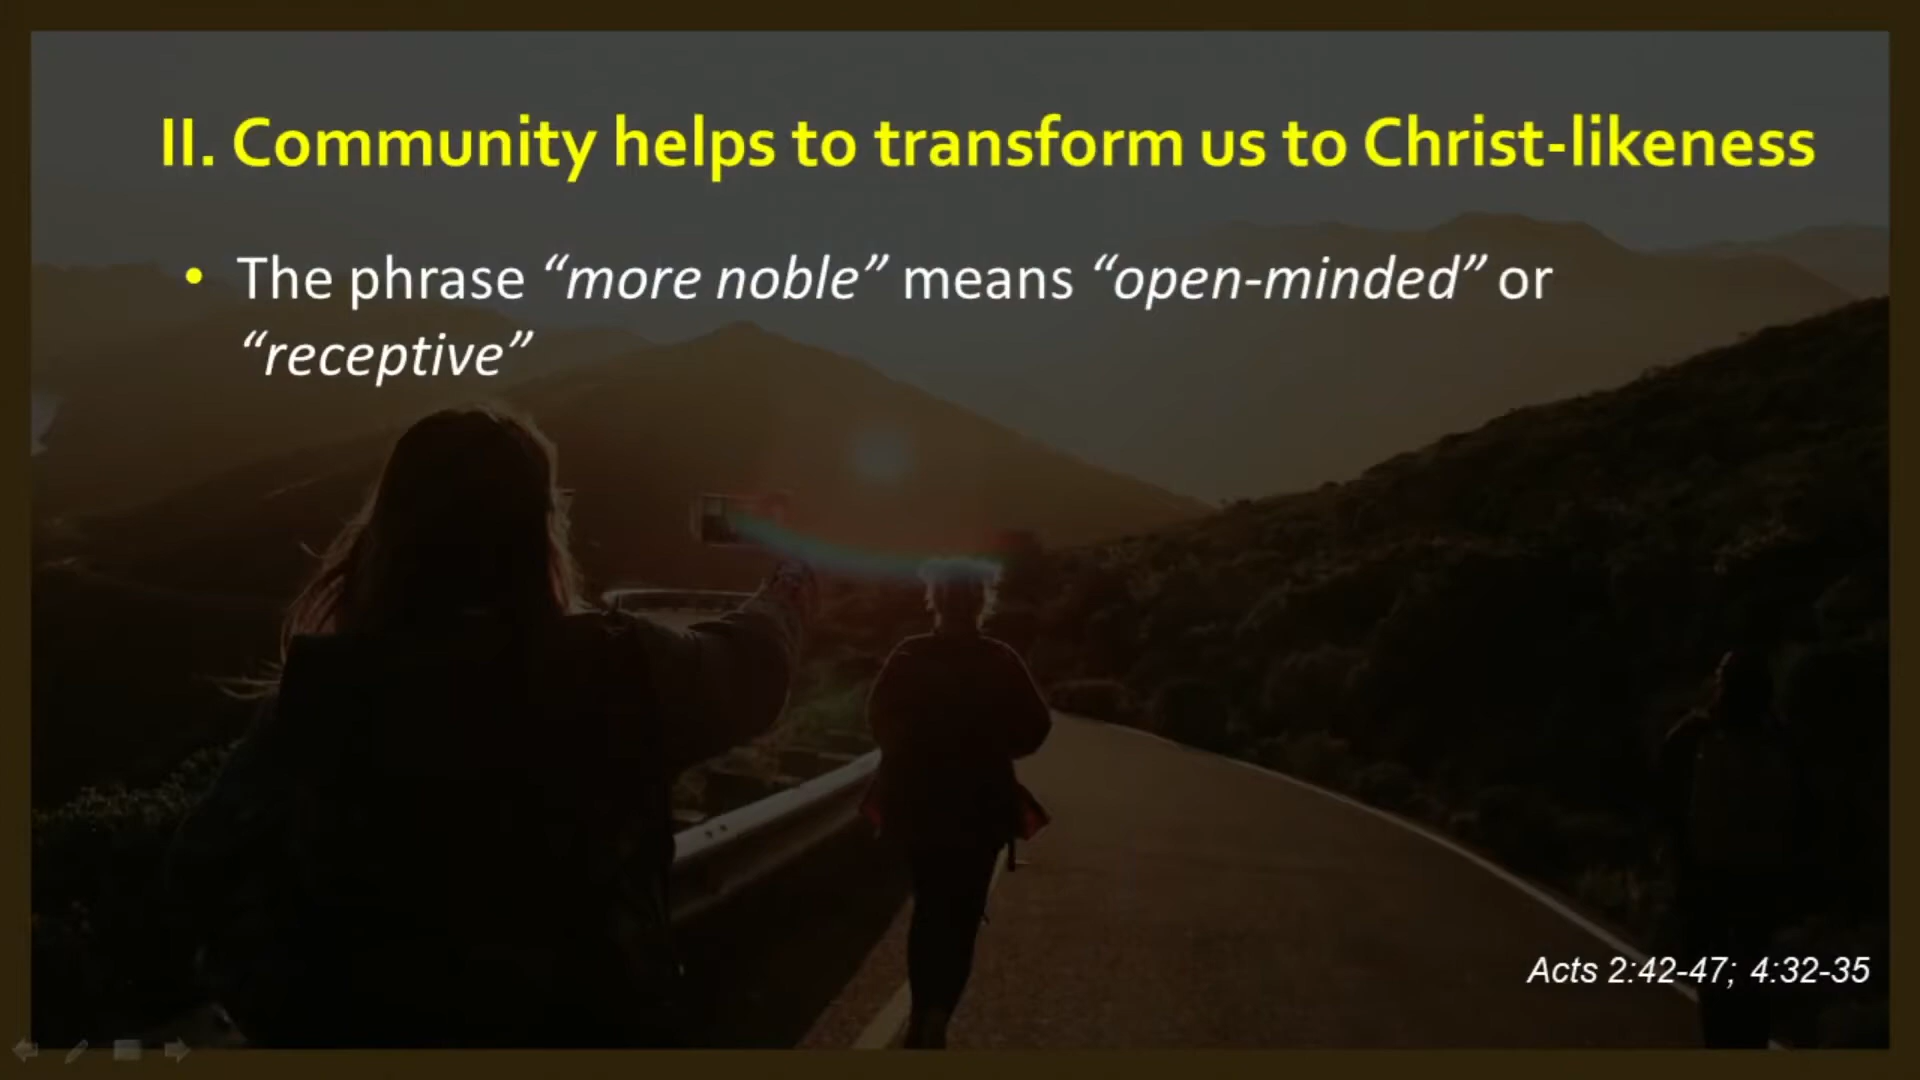 II. Community helps to transform us to Christ-likeness
• The phrase “more noble” means “open-minded” or
“receptive”
Acts 2:42-47; 4:32-35